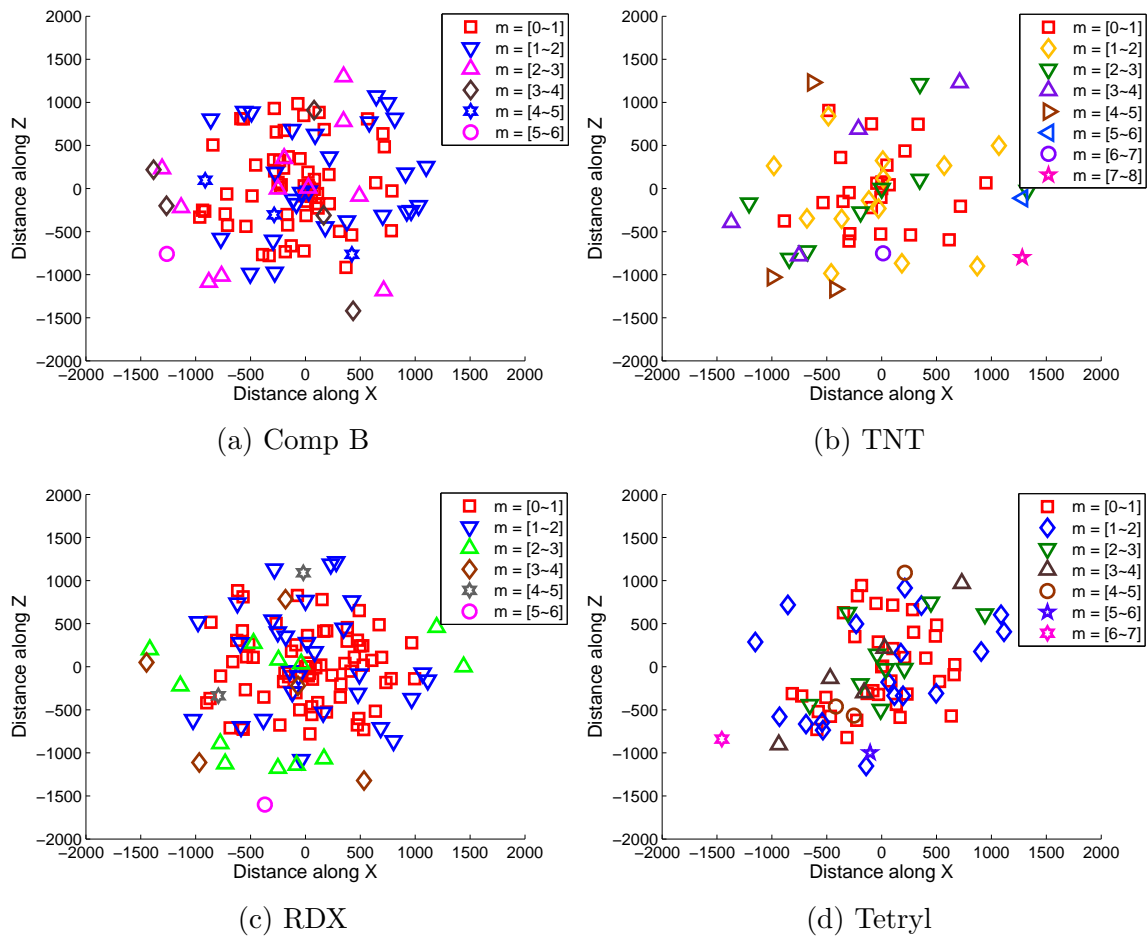 2000
1500
1000
500
0
−500
−1000
−1500
−2000
Distance along Z
m = [0~1]
m = [1~2]
m = [2~3]
m = [3~4]
m = [4~5]
m = [5~6]
−2000 −1500 −1000 −500 0 500 1000 1500 2000
Distance along X
(a) Comp B
2000
1500
1000
500
0
−500
−1000
−1500
−2000
Distance along Z
m = [0~1]
m = [1~2]
m = [2~3]
m = [3~4]
m = [4~5]
m = [5~6]
m = [6~7]
m = [7~8]
−2000 −1500 −1000 −500 0 500 1000 1500 2000
Distance along X
(b) TNT
2000
1500
1000
500
0
−500
−1000
−1500
−2000
Distance along Z
m = [0~1]
m = [1~2]
m = [2~3]
m = [3~4]
m = [4~5]
m = [5~6]
−2000 −1500 −1000 −500 0 500 1000 1500 2000
Distance along X
(c) RDX
2000
1500
1000
500
0
−500
−1000
−1500
−2000
Distance along Z
m = [0~1]
m = [1~2]
m = [2~3]
m = [3~4]
m = [4~5]
m = [5~6]
m = [6~7]
−2000 −1500 −1000 −500 0 500 1000 1500 2000
Distance along X
(d) Tetryl